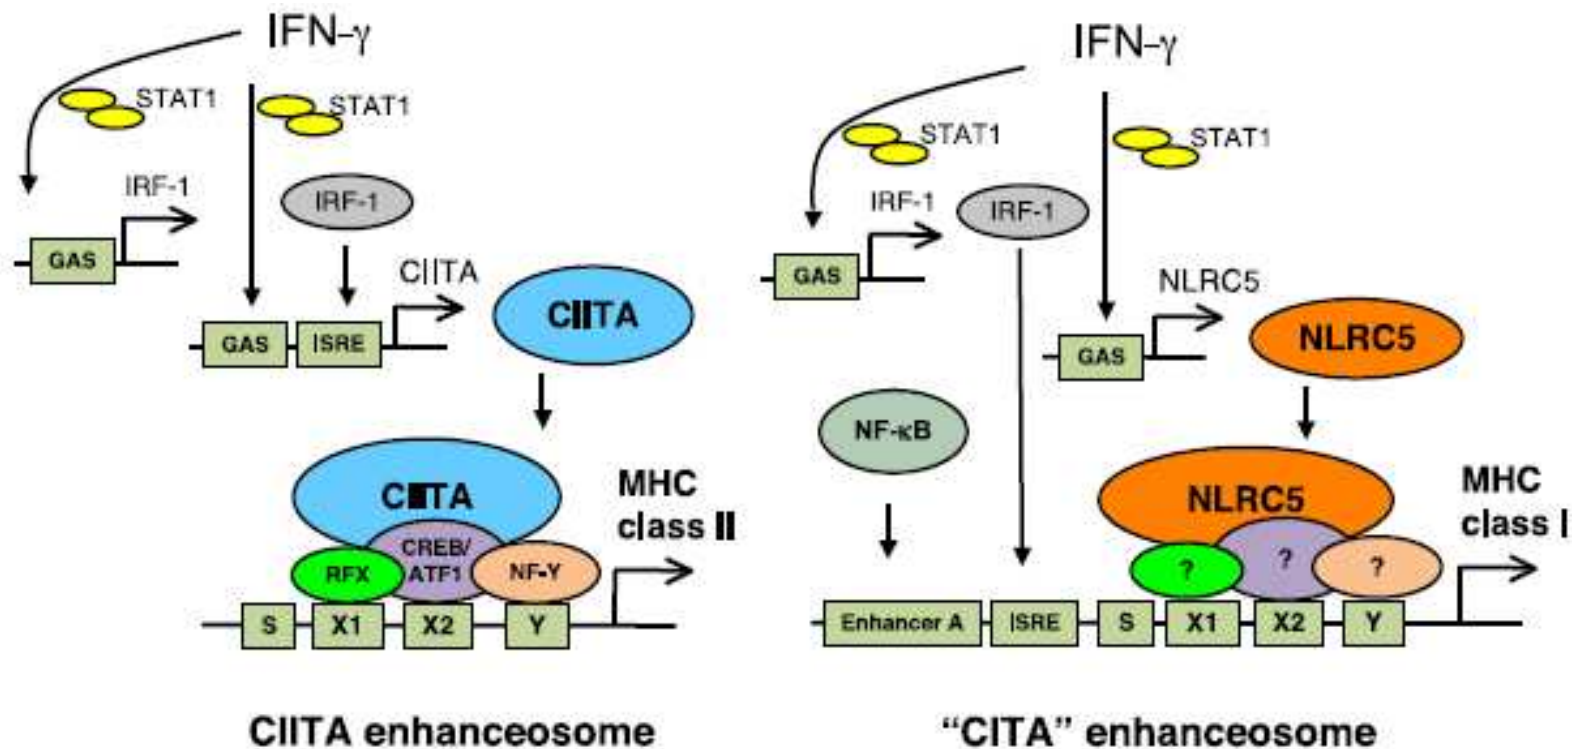 IFN-γ
STAT1
STAT1
IRF-1
IRF-1
GAS
CIITA
GAS
ISRE
CIITA
CIITA
MHC
class II
CREB/
ATF1
RFX
NF-Y
S
X1
X2
Y
CIITA enhanceosome
IFN-γ
STAT1
STAT1
IRF-1
IRF-1
GAS
NLRC5
GAS
NLRC5
NF-κB
NLRC5
MHC
class I
?
?
?
Enhancer A
ISRE
S
X1
X2
Y
“CITA” enhanceosome